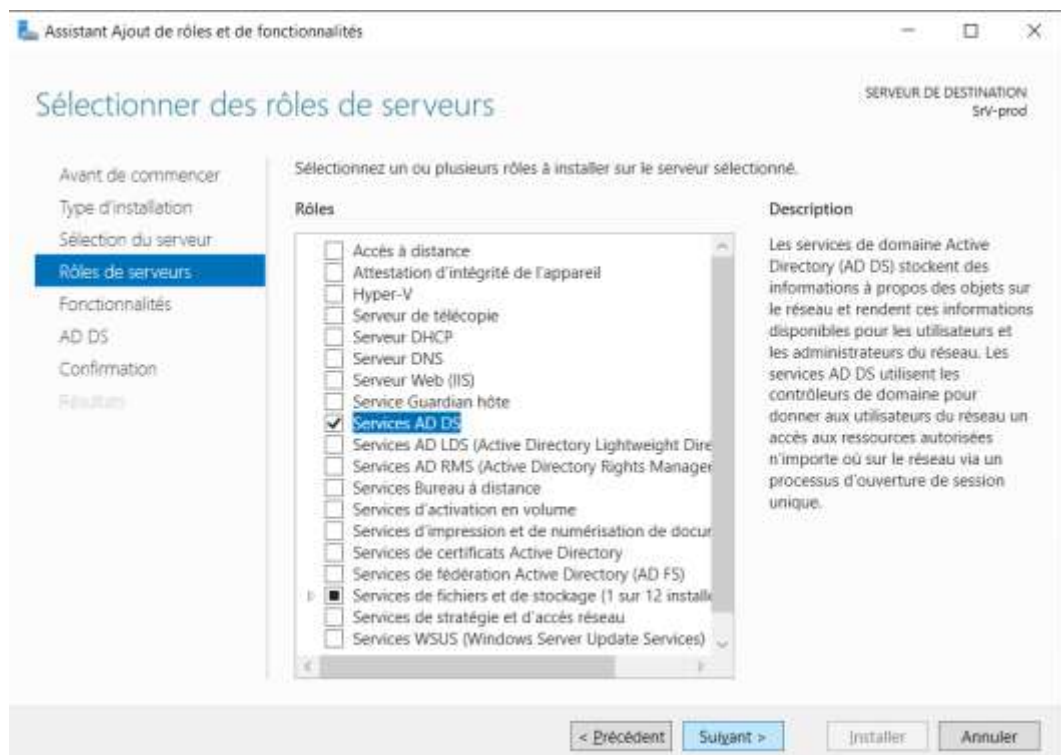 Assistant Ajout de rôles et de fonctionnalités
Sélectionner des rôles de serveurs
SERVEUR DE DESTINATION
SrV-prod
Avant de commencer
Type d'installation
Sélection du serveur
Rôles de serveurs
Fonctionnalités
AD DS
Confirmation
Résultats
Sélectionnez un ou plusieurs rôles à installer sur le serveur sélectionné.
Rôles
Accès à distance
Attestation d'intégrité de l'appareil
Hyper-V
Serveur de télécopie
Serveur DHCP
Serveur DNS
Serveur Web (IIS)
Service Guardian hôte
Services AD DS
Services AD LDS (Active Directory Lightweight Dire
Services AD RMS (Active Directory Rights Manager
Services Bureau à distance
Services d'activation en volume
Services d'impression et de numérisation de docur
Services de certificats Active Directory
Services de fédération Active Directory (AD FS)
Services de fichiers et de stockage (1 sur 12 installé
Services de stratégie et d'accès réseau
Services WSUS (Windows Server Update Services)
Description
Les services de domaine Active
Directory (AD DS) stockent des
informations à propos des objets sur
le réseau et rendent ces informations
disponibles pour les utilisateurs et
les administrateurs du réseau. Les
services AD DS utilisent les
contrôleurs de domaine pour
donner aux utilisateurs du réseau un
accès aux ressources autorisées
n'importe où sur le réseau via un
processus d'ouverture de session
unique.
< Précédent
Suivant >
Installer
Annuler